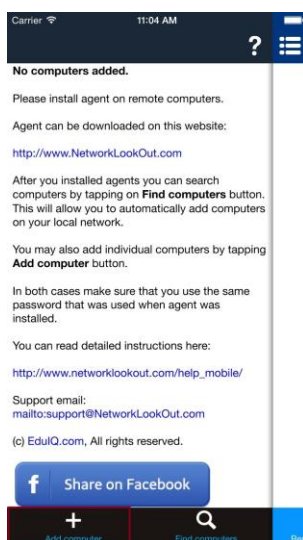 Carrier 11:04 AM
?
No computers added.
Please install agent on remote computers.
Agent can be downloaded on this website:
http://www.NetworkLookOut.com
After you installed agents you can search
computers by tapping on Find computers button.
This will allow you to automatically add computers
on your local network.
You may also add individual computers by tapping
Add computer button.
In both cases make sure that you use the same
password that was used when agent was
installed.
You can read detailed instructions here:
http://www.networklookout.com/help_mobile/
Support email:
mailto:support@NetworkLookOut.com
(c) EduIQ.com, All rights reserved.
f Share on Facebook
Add computer Find computers